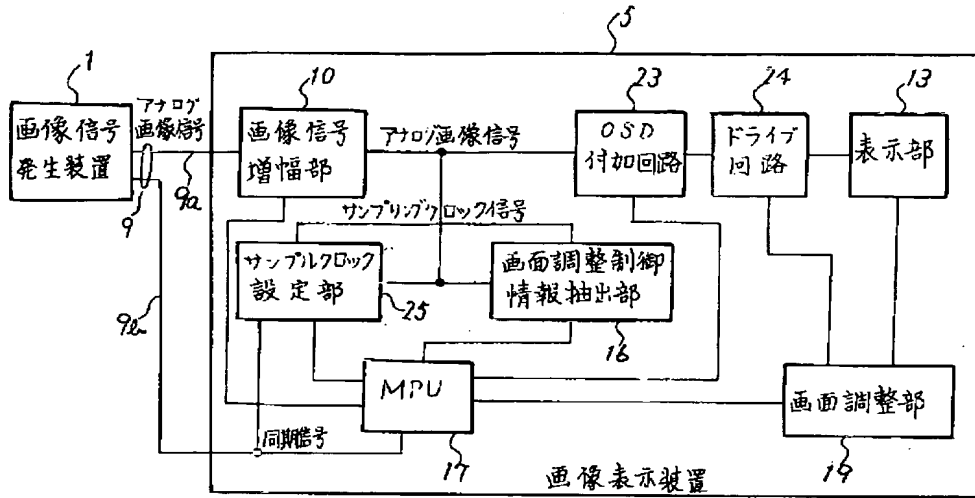 5
1
画像信号
発生装置
アナログ
画像信号
9
9a
9b
10
画像信号
増幅部
アナログ画像信号
23
OSD
付加回路
24
ドライブ
回路
13
表示部
サンプリングクロック信号
サンプルクロック
設定部
25
画面調整制御
情報抽出部
16
MPU
17
同期信号
画面調整部
19
画像表示装置